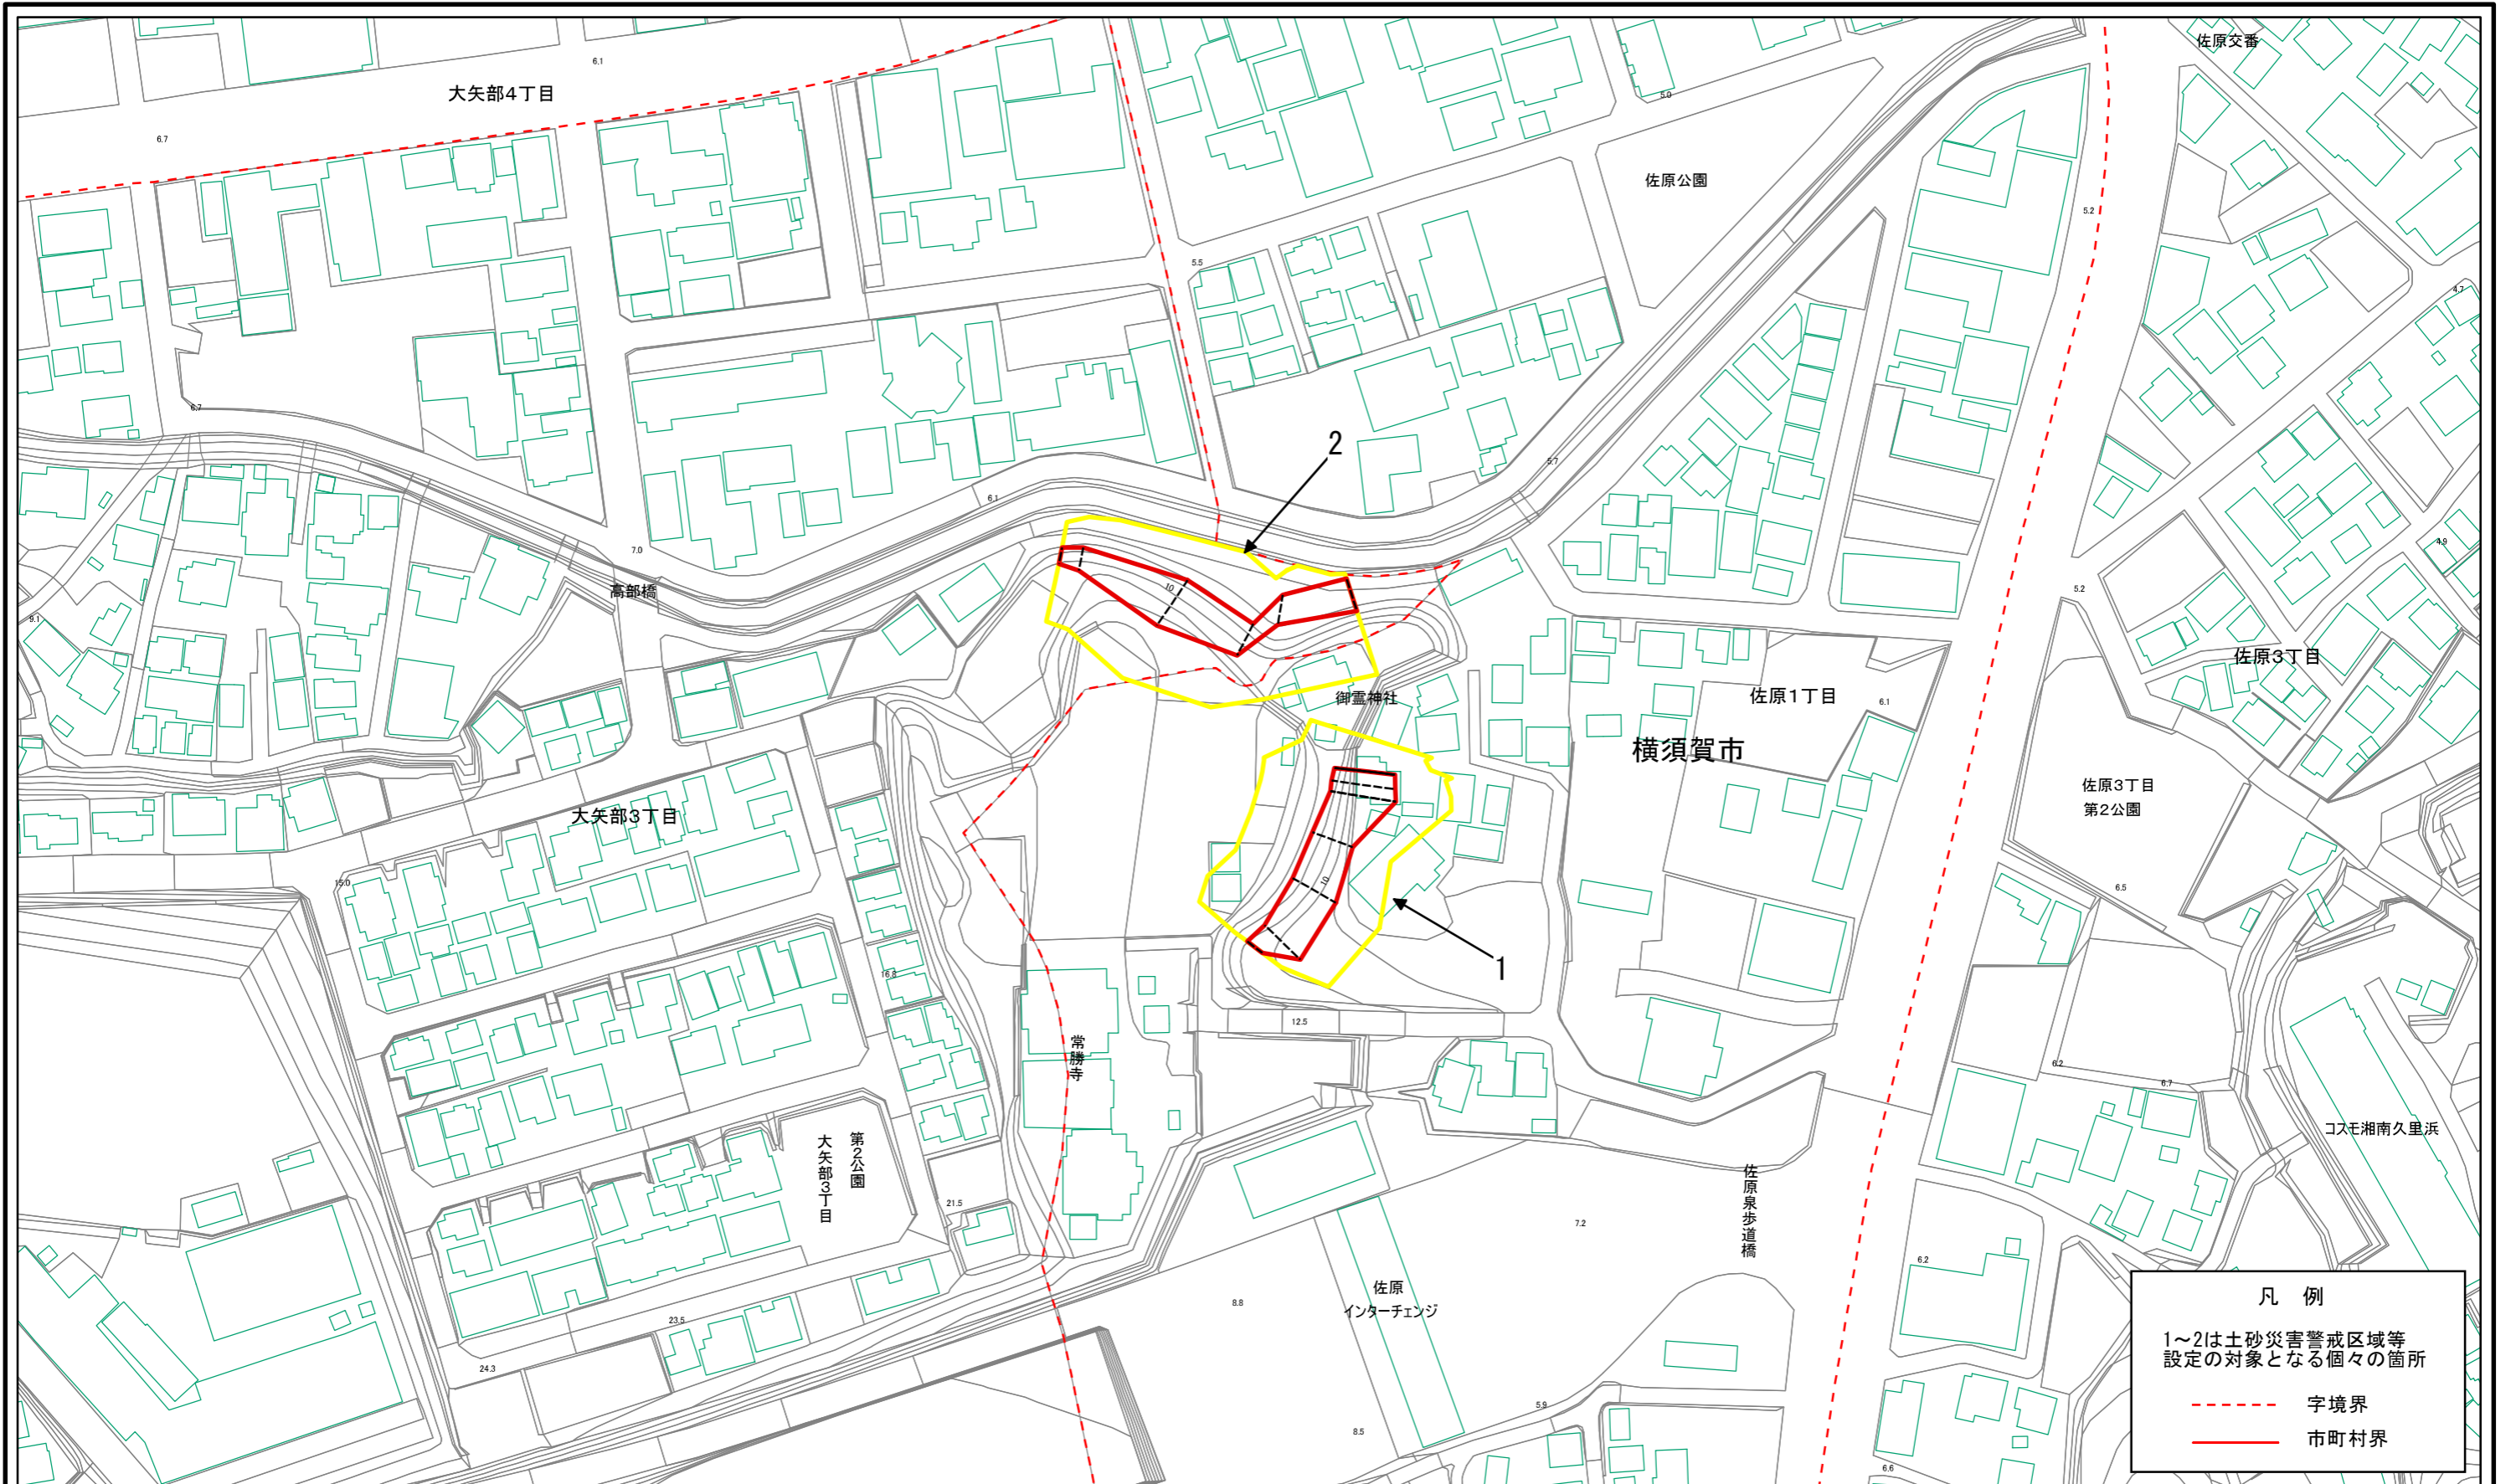 佐原交番
6.1
大矢部4丁目
5.0
6.7
佐原公園
5.2
5.5
4.7
6.7
2
5.7
6.1
4.9
7.0
高部橋
10
5.2
9.1
佐原3丁目
御霊神社
佐原1丁目
6.1
横須賀市
佐原3丁目
第2公園
大矢部3丁目
15.0
10
6.5
1
16.8
12.5
常勝寺
6.2
6.7
コスモ湘南久里浜
大矢部3丁目
第2公園
佐原泉歩道橋
21.5
7.2
6.2
佐原
インターチェンジ
8.8
23.5
24.3
5.9
8.5
6.6
凡 例
1~2は土砂災害警戒区域等
設定の対象となる個々の箇所
字境界
市町村界